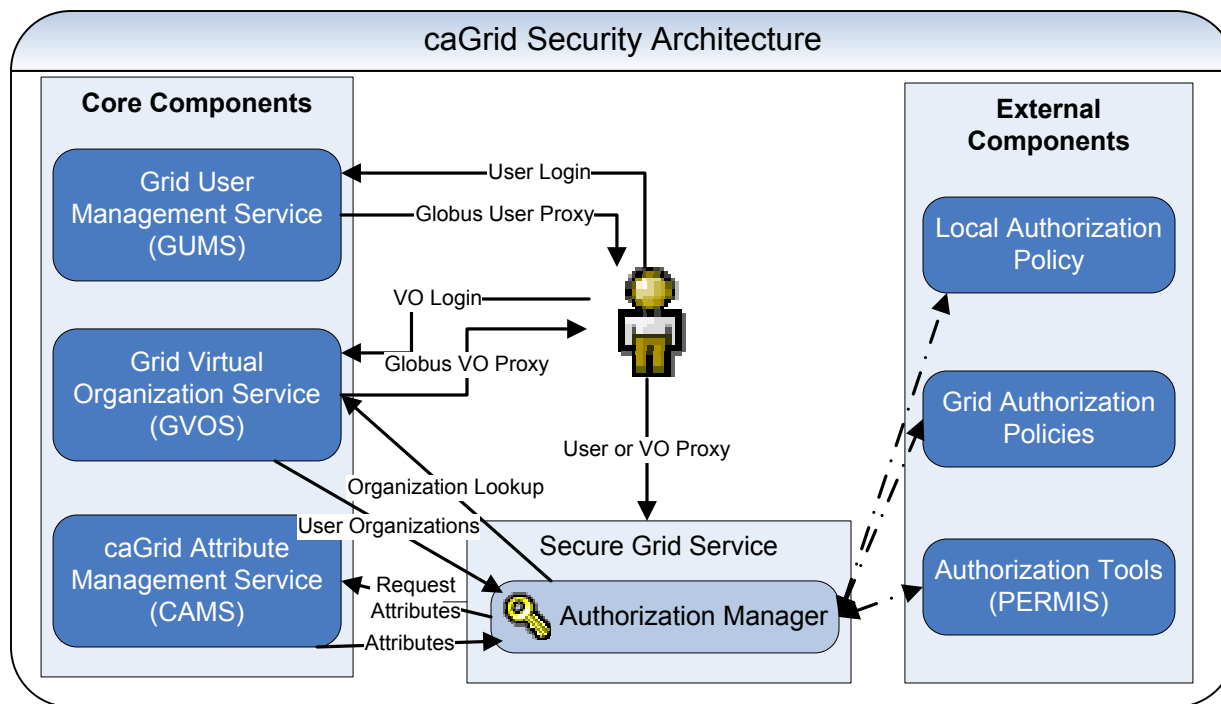 caGrid Security Architecture
Core Components
Grid User
Management Service
(GUMS)
Grid Virtual
Organization Service
(GVOS)
caGrid Attribute
Management Service
(CAMS)
User Login
Globus User Proxy
VO Login
Globus VO Proxy
User or VO Proxy
Organization Lookup
User Organizations
Request
Attributes
Attributes
Secure Grid Service
Authorization Manager
External
Components
Local Authorization
Policy
Grid Authorization
Policies
Authorization Tools
(PERMIS)